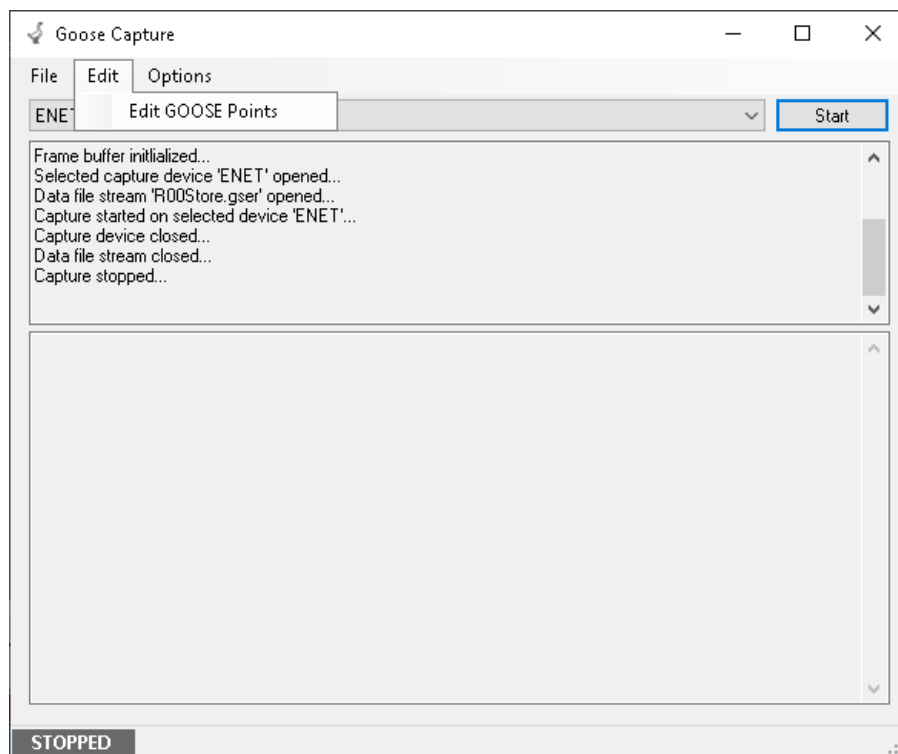 Goose Capture
File Edit Options
Edit GOOSE Points
ENET
Start
Frame buffer initlialized...
Selected capture device 'ENET' opened...
Data file stream 'R00Store.gser' opened...
Capture started on selected device 'ENET'...
Capture device closed...
Data file stream closed...
Capture stopped...
STOPPED